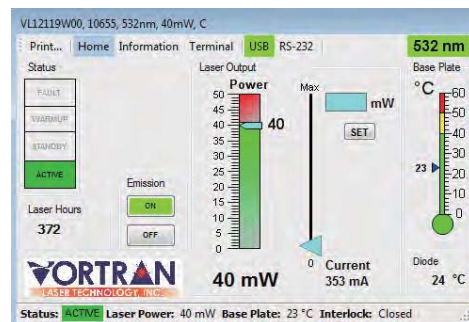 VL12119W00, 10655, 532nm, 40mW, C
Print... Home Information Terminal USB RS-232 532 nm
Status
FAULT
WARMUP
STANDBY
ACTIVE
Laser Hours
372
Emission
ON
OFF
Laser Output
Power
50
45
40
35
30
25
20
15
10
5
0
40
40 mW
Max
0
mW
SET
Current
353 mA
Base Plate
°C
60
50
40
30
20
10
0
23
Diode
24 °C
VORTRAN
LASER TECHNOLOGY, INC.
Status: ACTIVE Laser Power: 40 mW Base Plate: 23 °C Interlock: Closed